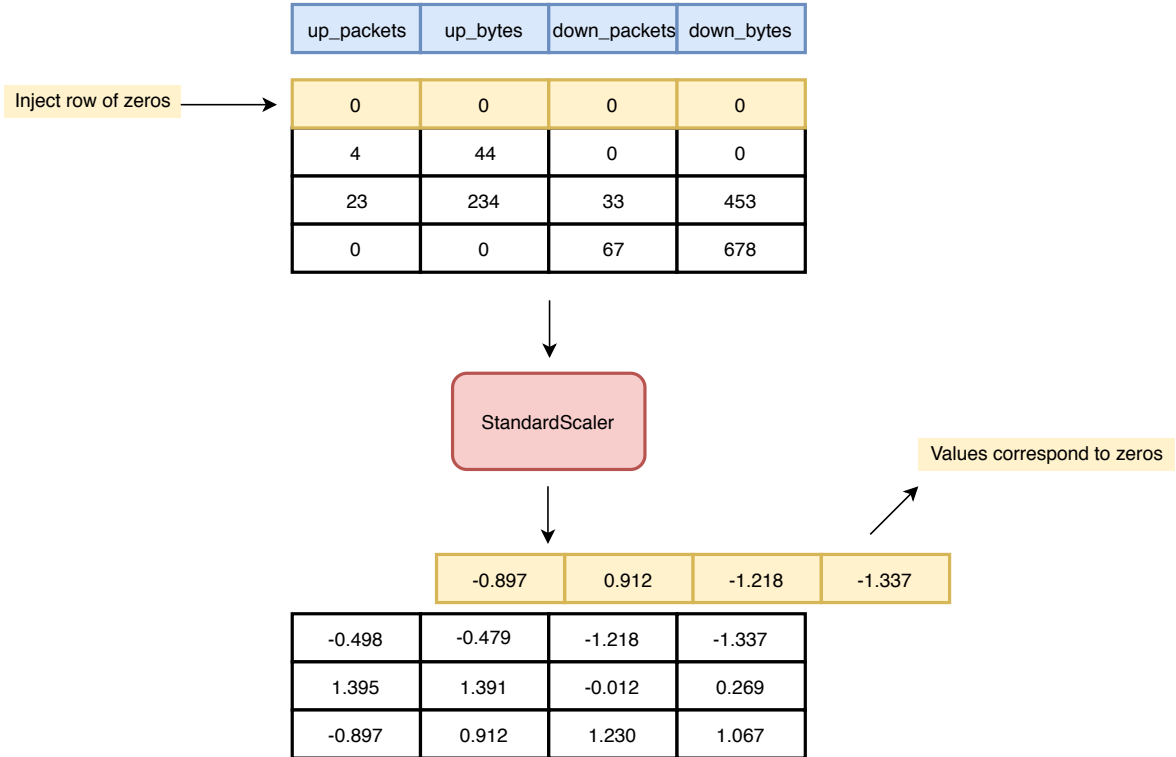 up_packets up_bytes down_packets down_bytes
Inject row of zeros 0 0 0 0
4 44 0 0
23 234 33 453
0 0 67 678
StandardScaler
Values correspond to zeros
-0.897 0.912 -1.218 -1.337
-0.498 -0.479 -1.218 -1.337
1.395 1.391 -0.012 0.269
-0.897 0.912 1.230 1.067